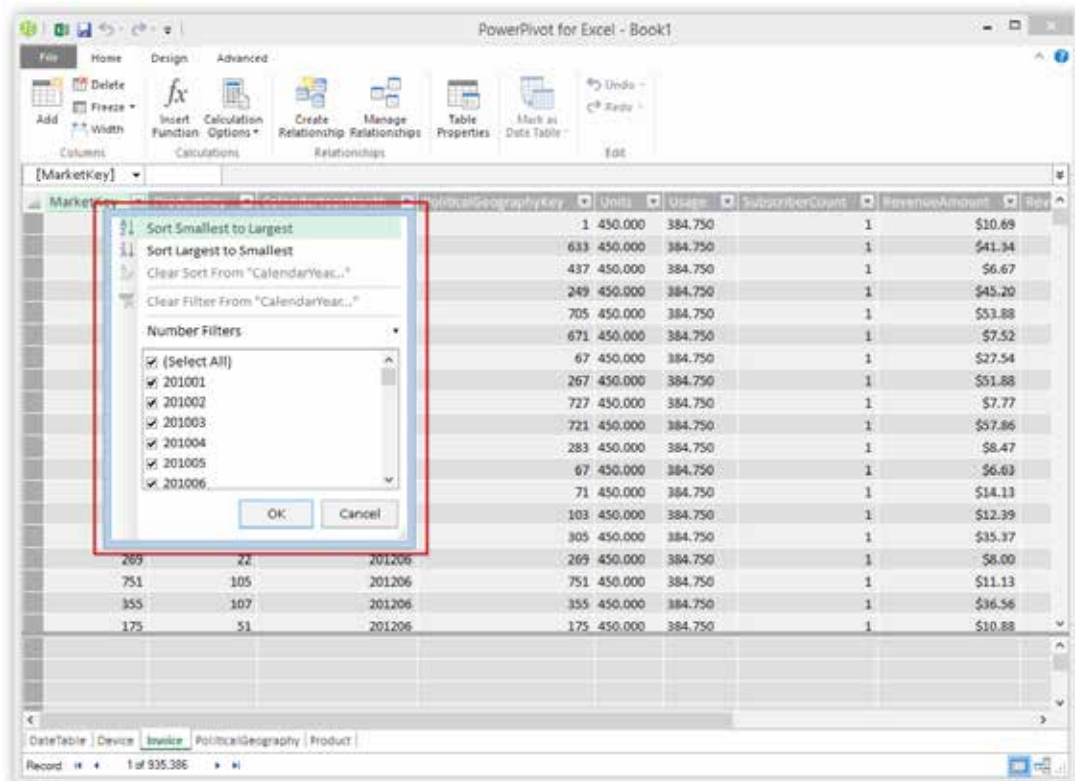 PowerPivot for Excel - Book1
File Home Design Advanced
Add
Delete
Freeze
Width
Columns
fx
Insert Function
Calculation Options
Calculations
Create Relationship
Manage Relationships
Relationships
Table Properties
Mark as Date Table
Undo
Redo
Edit
[MarketKey]
MarketKey PoliticalGeographyKey Units Usage SubscriberCount RevenueAmount Rev
Sort Smallest to Largest
Sort Largest to Smallest
Clear Sort From "CalendarYear..."
Clear Filter From "CalendarYear..."
Number Filters
(Select All)
201001
201002
201003
201004
201005
201006
OK Cancel
1 450.000 384.750 1 $10.69
633 450.000 384.750 1 $41.34
437 450.000 384.750 1 $6.67
249 450.000 384.750 1 $45.20
705 450.000 384.750 1 $53.88
671 450.000 384.750 1 $7.52
67 450.000 384.750 1 $27.54
267 450.000 384.750 1 $51.88
727 450.000 384.750 1 $7.77
721 450.000 384.750 1 $57.86
283 450.000 384.750 1 $8.47
67 450.000 384.750 1 $6.63
71 450.000 384.750 1 $14.13
103 450.000 384.750 1 $12.39
305 450.000 384.750 1 $35.37
269 22 201206 269 450.000 384.750 1 $8.00
751 105 201206 751 450.000 384.750 1 $11.13
355 107 201206 355 450.000 384.750 1 $36.56
175 51 201206 175 450.000 384.750 1 $10.88
DateTable Device Invoice PoliticalGeography Product
Record: 1 of 935,386